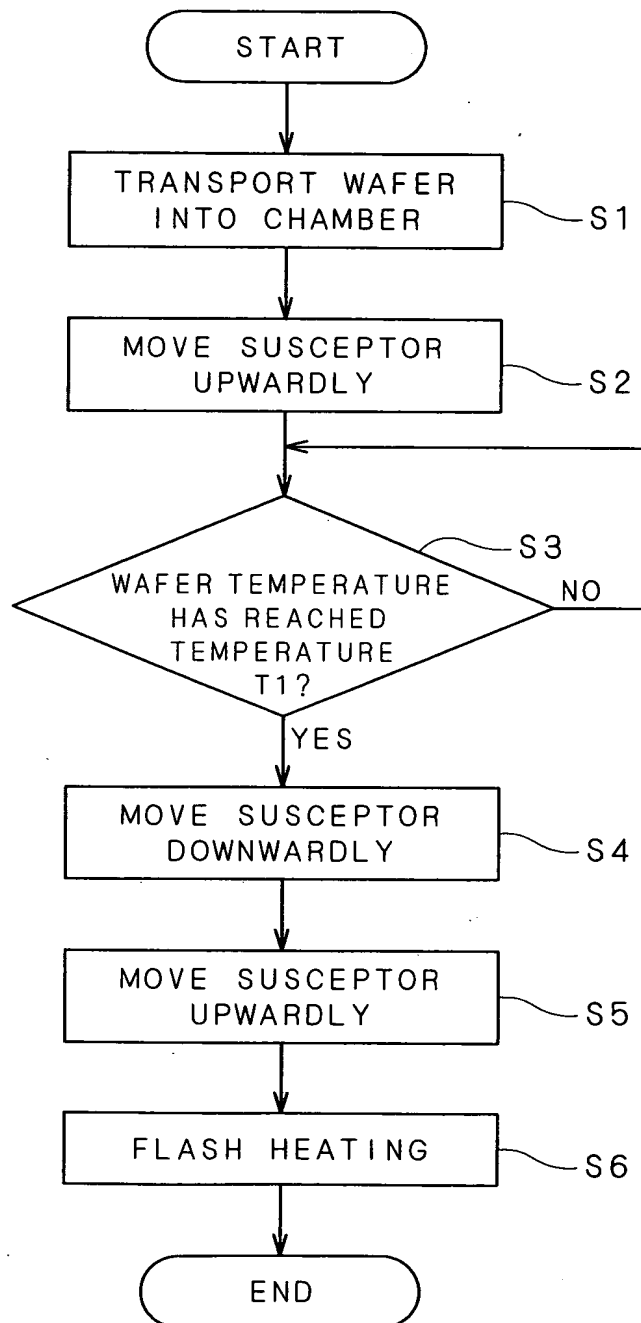 START
TRANSPORT WAFER
INTO CHAMBER
S1
MOVE SUSCEPTOR
UPWARDLY
S2
S3
WAFER TEMPERATURE
HAS REACHED
TEMPERATURE
T1?
NO
YES
MOVE SUSCEPTOR
DOWNWARDLY
S4
MOVE SUSCEPTOR
UPWARDLY
S5
FLASH HEATING
S6
END